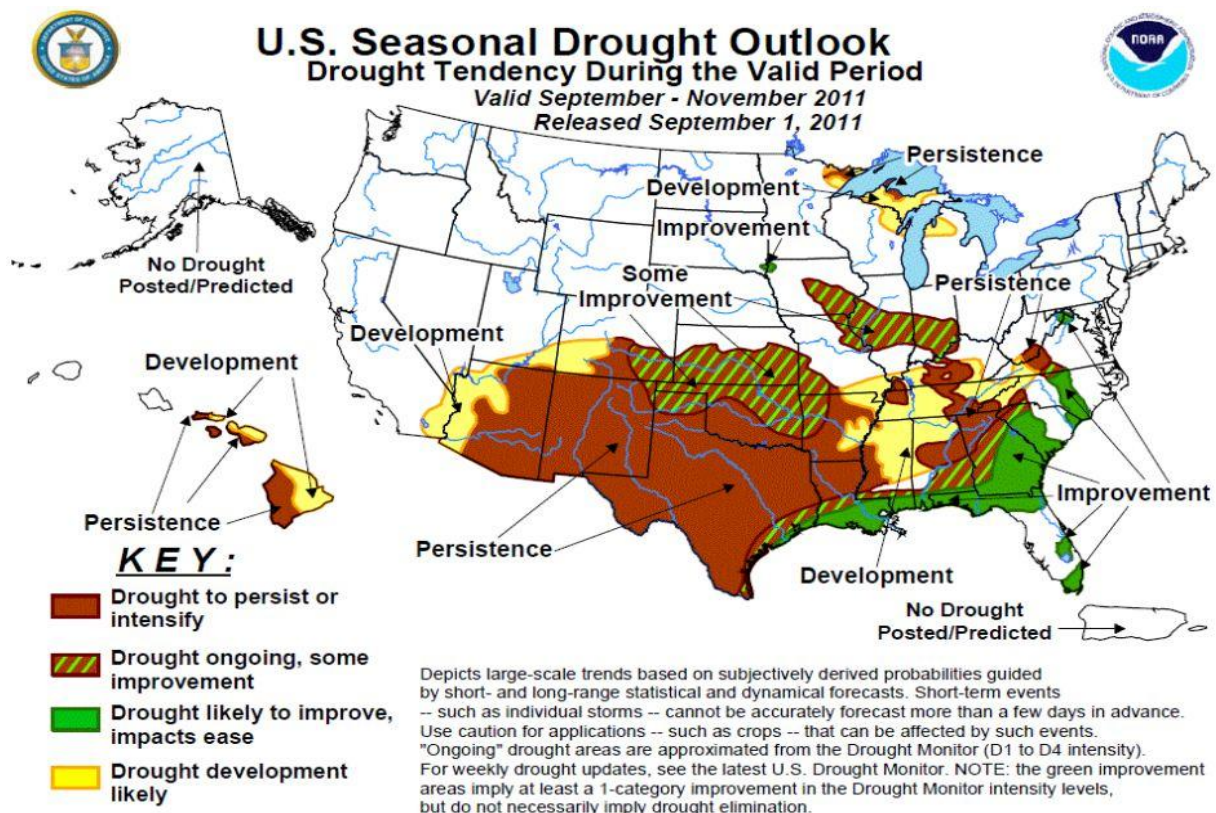 U.S. Seasonal Drought Outlook
Drought Tendency During the Valid Period
Valid September - November 2011
Released September 1, 2011
DEPARTMENT OF COMMERCE
UNITED STATES OF AMERICA
NOAA
Persistence
Development
Improvement
No Drought
Posted/Predicted
Some
Improvement
Persistence
Development
Development
Persistence
Improvement
Persistence
Development
No Drought
Posted/Predicted
KEY:
Drought to persist or
intensify
Drought ongoing, some
improvement
Drought likely to improve,
impacts ease
Drought development
likely
Depicts large-scale trends based on subjectively derived probabilities guided
by short- and long-range statistical and dynamical forecasts. Short-term events
-- such as individual storms -- cannot be accurately forecast more than a few days in advance.
Use caution for applications -- such as crops -- that can be affected by such events.
"Ongoing" drought areas are approximated from the Drought Monitor (D1 to D4 intensity).
For weekly drought updates, see the latest U.S. Drought Monitor. NOTE: the green improvement
areas imply at least a 1-category improvement in the Drought Monitor intensity levels,
but do not necessarily imply drought elimination.